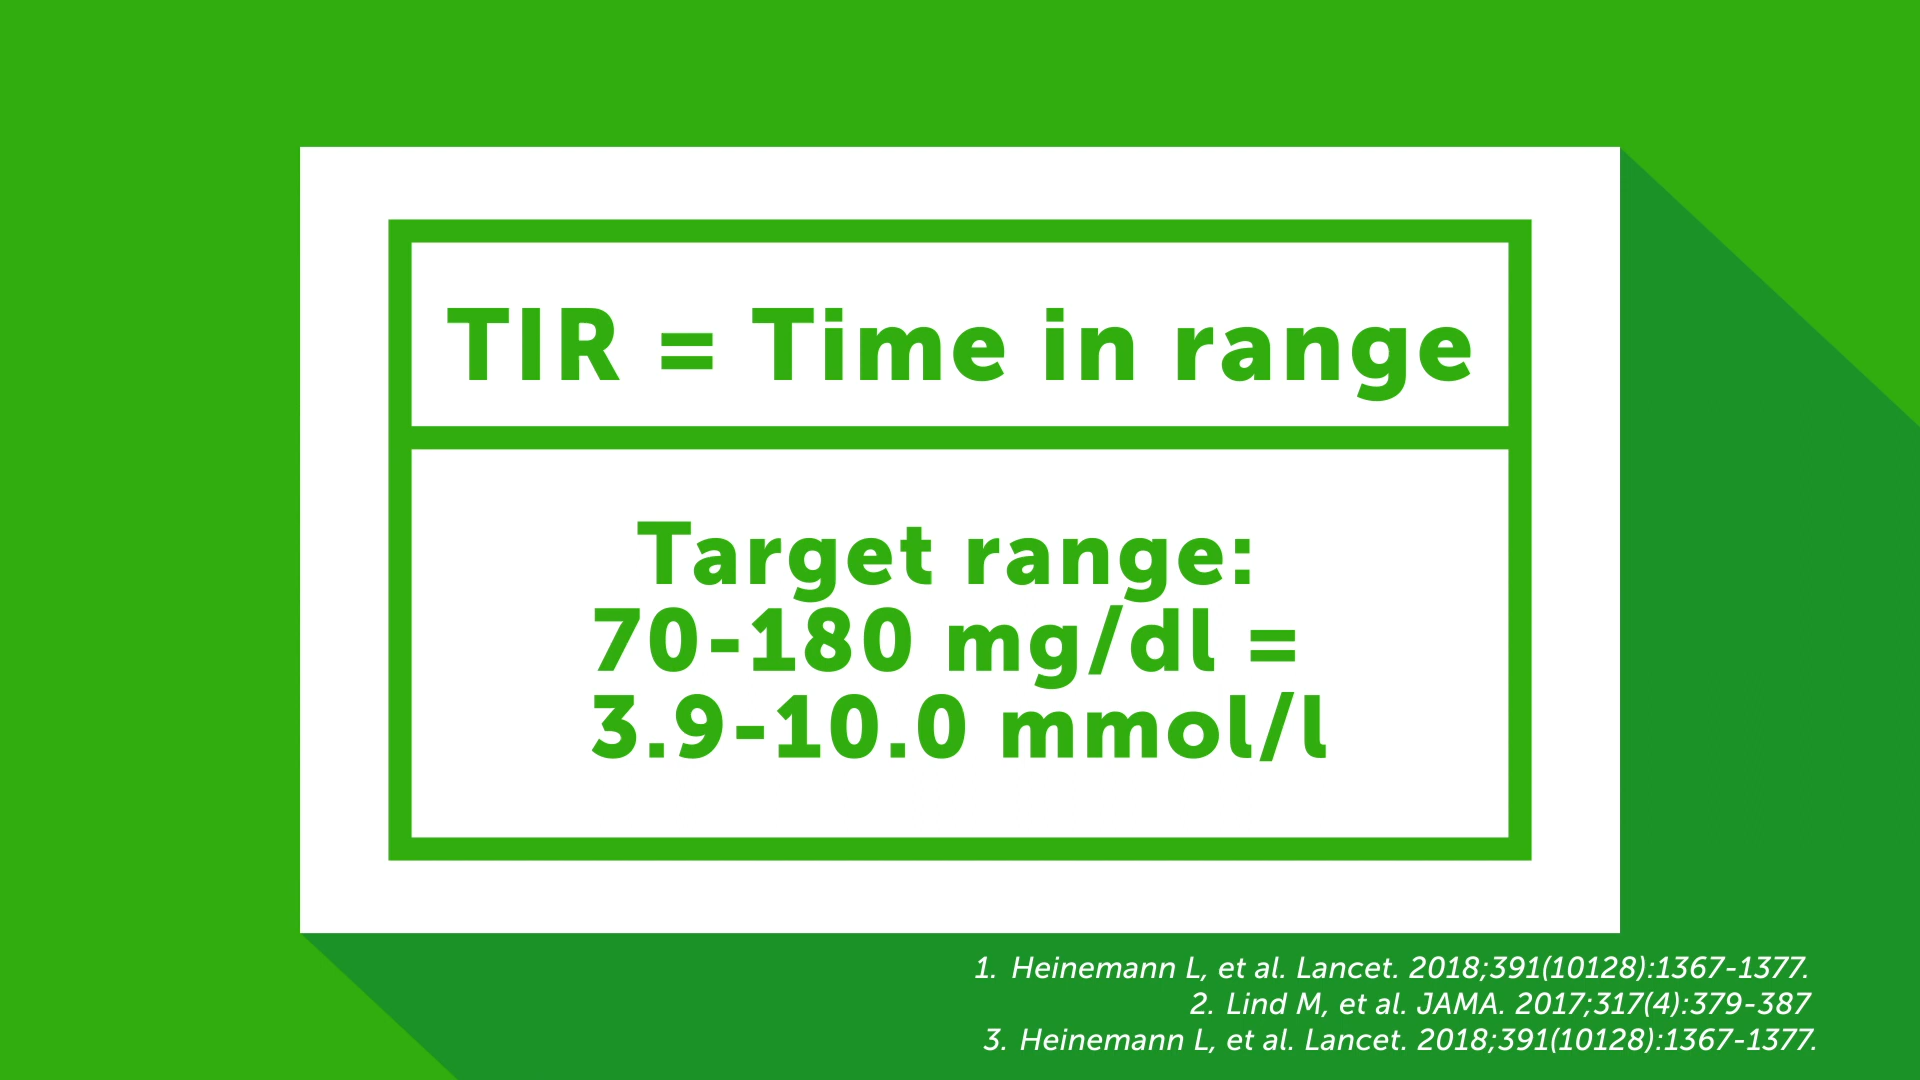 TIR = Time in range
Target range:
70-180 mg/dl =
3.9-10.0 mmol/l
1. Heinemann L, et al. Lancet. 2018;391(10128):1367-1377.
2. Lind M, et al. JAMA. 2017;317(4):379-387
3. Heinemann L, et al. Lancet. 2018;391(10128):1367-1377.